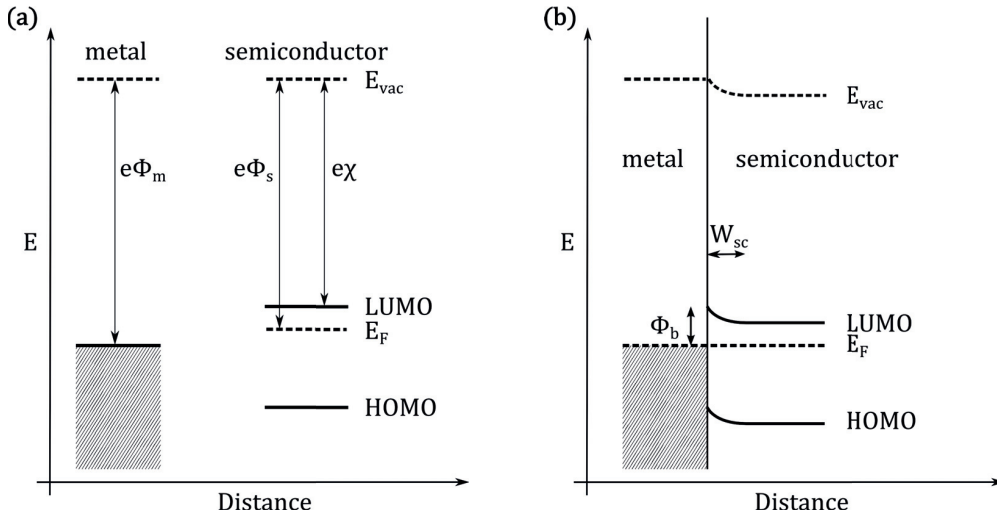 (a)
metal
semiconductor
E_vac
eΦ_m
eΦ_s
eχ
E
LUMO
E_F
HOMO
Distance
(b)
E_vac
metal
semiconductor
W_sc
E
Φ_b
LUMO
E_F
HOMO
Distance